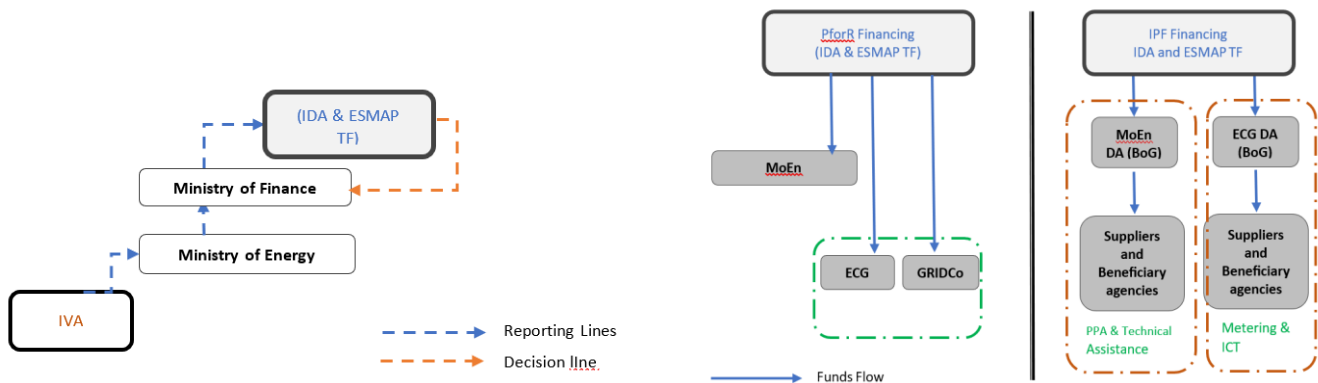 (IDA & ESMAP
TF)
Ministry of Finance
Ministry of Energy
IVA
Reporting Lines
Decision lIne
PforR Financing
(IDA & ESMAP TF)
MoEn
ECG
GRIDCo
Funds Flow
IPF Financing
IDA and ESMAP TF
MoEn
DA (BoG)
Suppliers
and
Beneficiary
agencies
PPA & Technical
Assistance
ECG DA
(BoG)
Suppliers
and
Beneficiary
agencies
Metering &
ICT